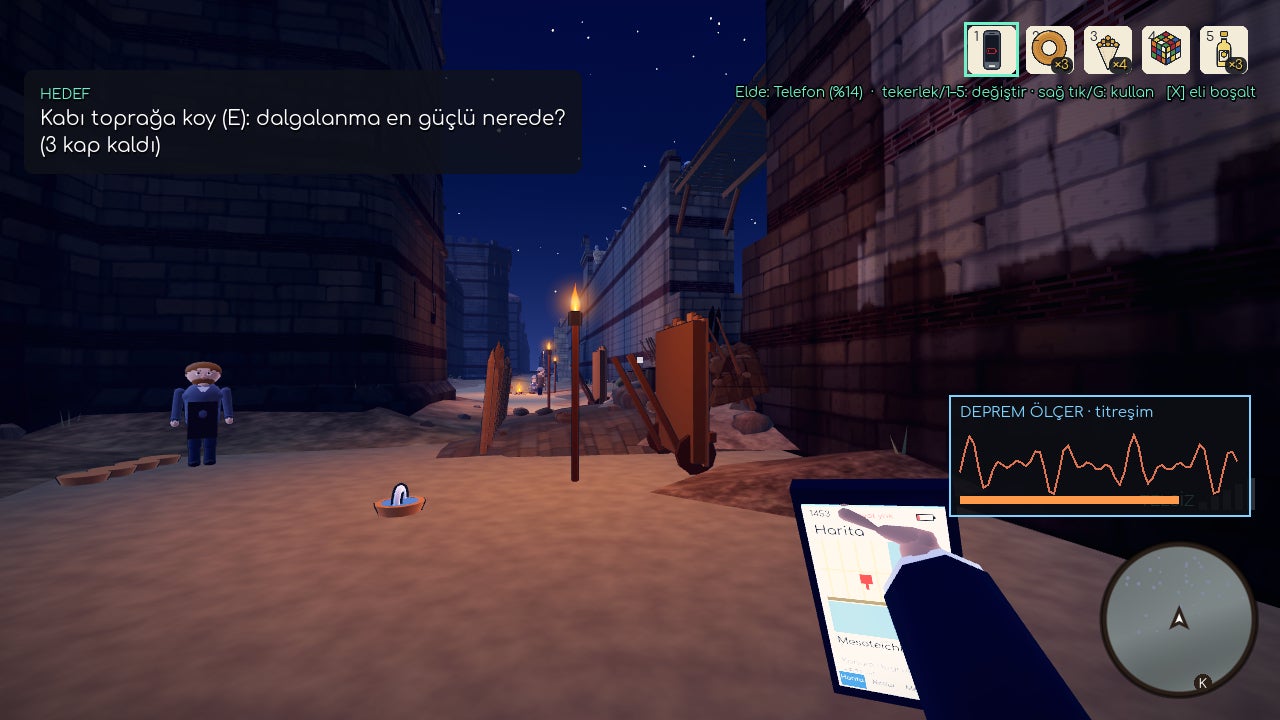 HEDEF
Kabı toprağa koy (E): dalgalanma en güçlü nerede?
(3 kap kaldı)
1
2
×3
3
×4
4
5
×3
Elde: Telefon (%14) · tekerlek/1–5: değiştir · sağ tık/G: kullan [X] eli boşalt
DEPREM ÖLÇER · titreşim
1453
Harita
Harita
K